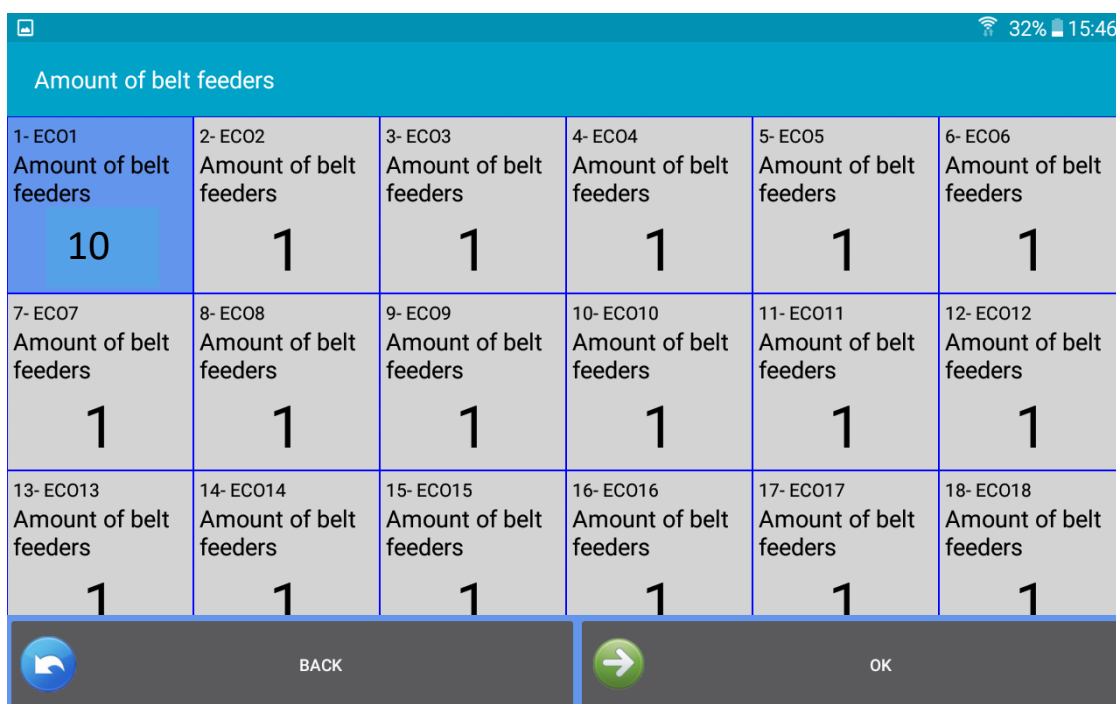 32% 15:46
Amount of belt feeders
1- ECO1
Amount of belt
feeders
10
2- ECO2
Amount of belt
feeders
1
3- ECO3
Amount of belt
feeders
1
4- ECO4
Amount of belt
feeders
1
5- ECO5
Amount of belt
feeders
1
6- ECO6
Amount of belt
feeders
1
7- ECO7
Amount of belt
feeders
1
8- ECO8
Amount of belt
feeders
1
9- ECO9
Amount of belt
feeders
1
10- ECO10
Amount of belt
feeders
1
11- ECO11
Amount of belt
feeders
1
12- ECO12
Amount of belt
feeders
1
13- ECO13
Amount of belt
feeders
1
14- ECO14
Amount of belt
feeders
1
15- ECO15
Amount of belt
feeders
1
16- ECO16
Amount of belt
feeders
1
17- ECO17
Amount of belt
feeders
1
18- ECO18
Amount of belt
feeders
1
BACK
OK